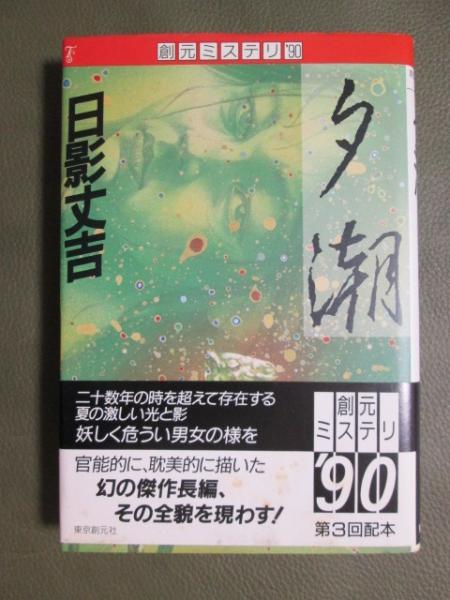 創元ミステリ'90
夕潮
日影丈吉
二十数年の時を超えて存在する
夏の激しい光と影
妖しく危うい男女の様を
官能的に、耽美的に描いた
幻の傑作長編、
その全貌を現わす!
東京創元社
創元
ミステリ
'90
第3回配本